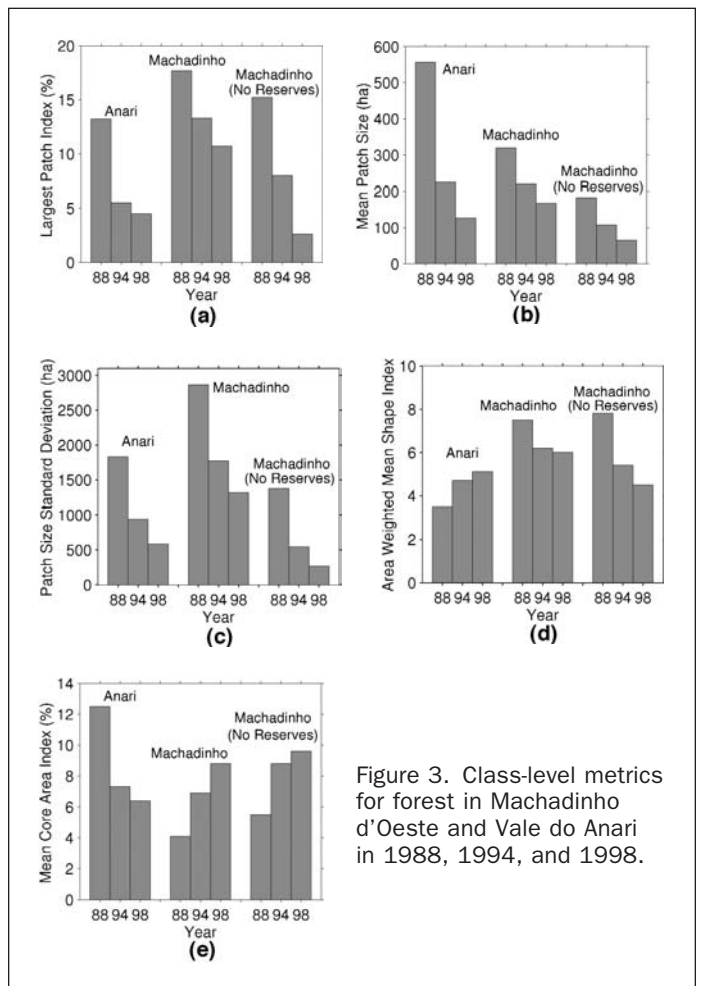 20
15
10
5
0
Largest Patch Index (%)
Anari
Machadinho
Machadinho
(No Reserves)
88 94 98 88 94 98 88 94 98
Year
(a)
600
500
400
300
200
100
0
Mean Patch Size (ha)
Anari
Machadinho
Machadinho
(No Reserves)
88 94 98 88 94 98 88 94 98
Year
(b)
3000
2500
2000
1500
1000
500
0
Patch Size Standard Deviation (ha)
Anari
Machadinho
Machadinho
(No Reserves)
88 94 98 88 94 98 88 94 98
Year
(c)
10
8
6
4
2
0
Area Weighted Mean Shape Index
Anari
Machadinho
Machadinho
(No Reserves)
88 94 98 88 94 98 88 94 98
Year
(d)
14
12
10
8
6
4
2
0
Mean Core Area Index (%)
Anari
Machadinho
Machadinho
(No Reserves)
88 94 98 88 94 98 88 94 98
Year
(e)
Figure 3. Class-level metrics
for forest in Machadinho
d'Oeste and Vale do Anari
in 1988, 1994, and 1998.